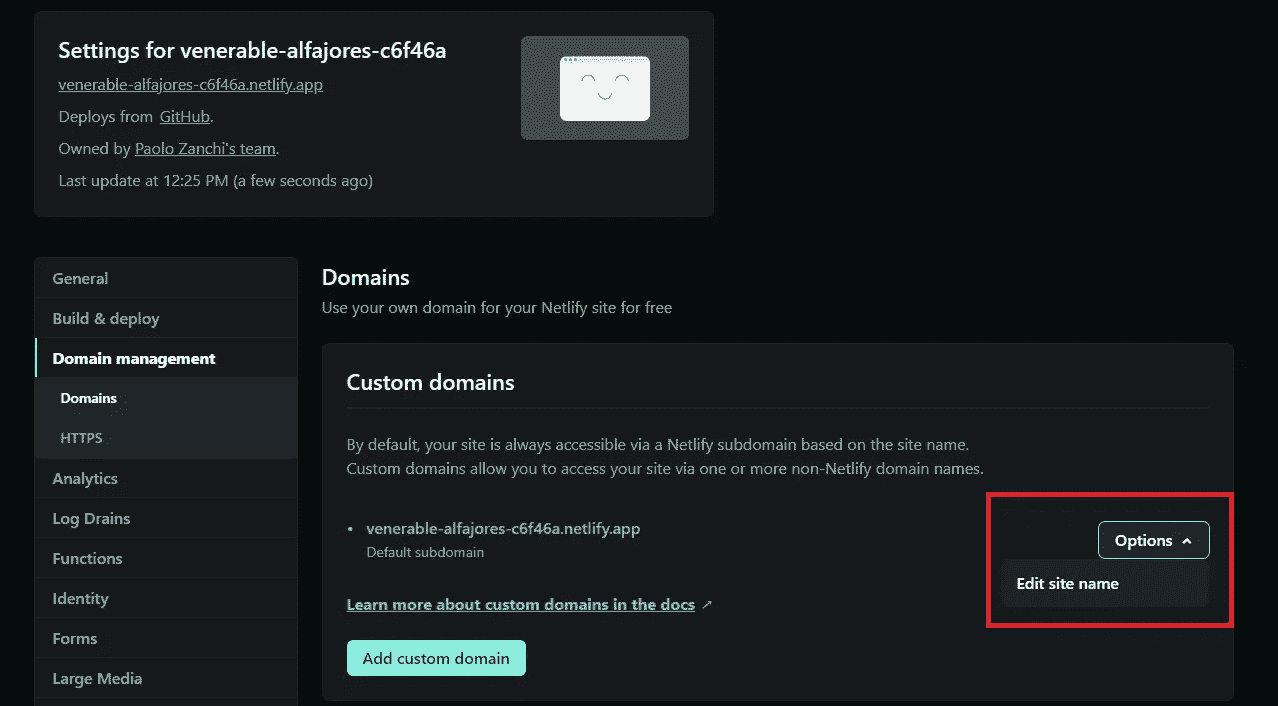 Settings for venerable-alfajores-c6f46a
venerable-alfajores-c6f46a.netlify.app
Deploys from GitHub.
Owned by Paolo Zanchi's team.
Last update at 12:25 PM (a few seconds ago)
General
Build & deploy
Domain management
Domains
HTTPS
Analytics
Log Drains
Functions
Identity
Forms
Large Media
Domains
Use your own domain for your Netlify site for free
Custom domains
By default, your site is always accessible via a Netlify subdomain based on the site name.
Custom domains allow you to access your site via one or more non-Netlify domain names.
• venerable-alfajores-c6f46a.netlify.app
Default subdomain
Options
Edit site name
Learn more about custom domains in the docs ↗
Add custom domain